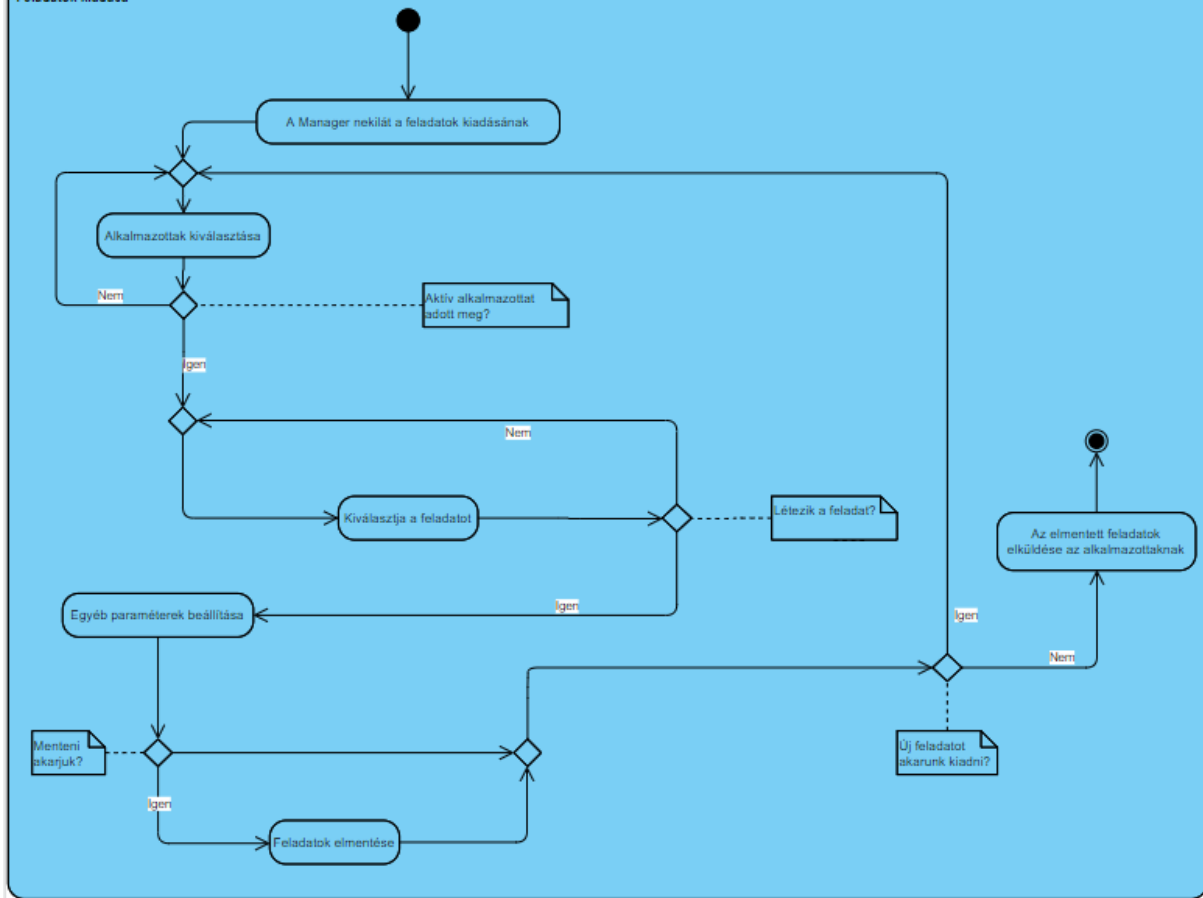 A Manager nekilát a feladatok kiadásának
Alkalmazottak kiválasztása
Nem
Aktív alkalmazottat
adott meg?
Igen
Nem
Kiválasztja a feladatot
Létezik a feladat?
Az elmentett feladatok
elküldése az alkalmazottaknak
Egyéb paraméterek beállítása
Igen
Igen
Nem
Menteni
akarjuk?
Új feladatot
akarunk kiadni?
Igen
Feladatok elmentése